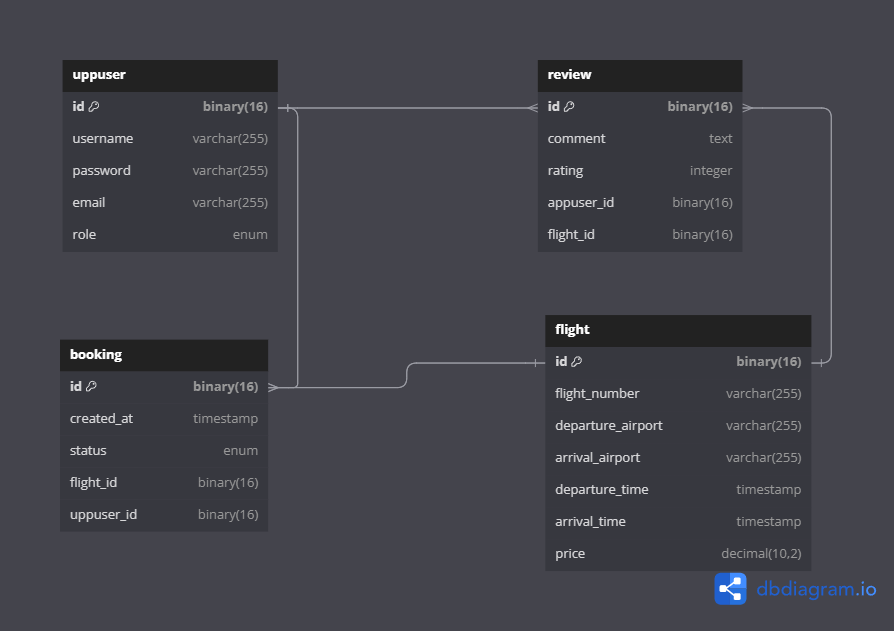 uppuser
id binary(16)
username varchar(255)
password varchar(255)
email varchar(255)
role enum
review
id binary(16)
comment text
rating integer
appuser_id binary(16)
flight_id binary(16)
booking
id binary(16)
created_at timestamp
status enum
flight_id binary(16)
uppuser_id binary(16)
flight
id binary(16)
flight_number varchar(255)
departure_airport varchar(255)
arrival_airport varchar(255)
departure_time timestamp
arrival_time timestamp
price decimal(10,2)
dbdiagram.io